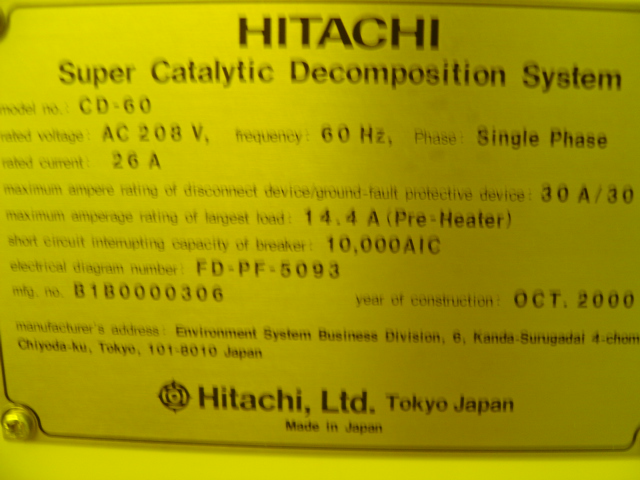 HITACHI
Super Catalytic Decomposition System
model no.: CD-60
rated voltage: AC 208 V, frequency: 60 Hz, Phase: Single Phase
rated current: 26 A
maximum ampere rating of disconnect device/ground-fault protective device: 30 A/30
maximum amperage rating of largest load: 14.4 A (Pre-Heater)
short circuit interrupting capacity of breaker: 10,000AIC
electrical diagram number: FD-PF-5093
mfg. no. B1B0000306 year of construction: OCT. 2000
manufacturer's address: Environment System Business Division, 6, Kanda-Surugadai 4-chom
Chiyoda-ku, Tokyo, 101-8010 Japan
Hitachi, Ltd. Tokyo Japan
Made in Japan